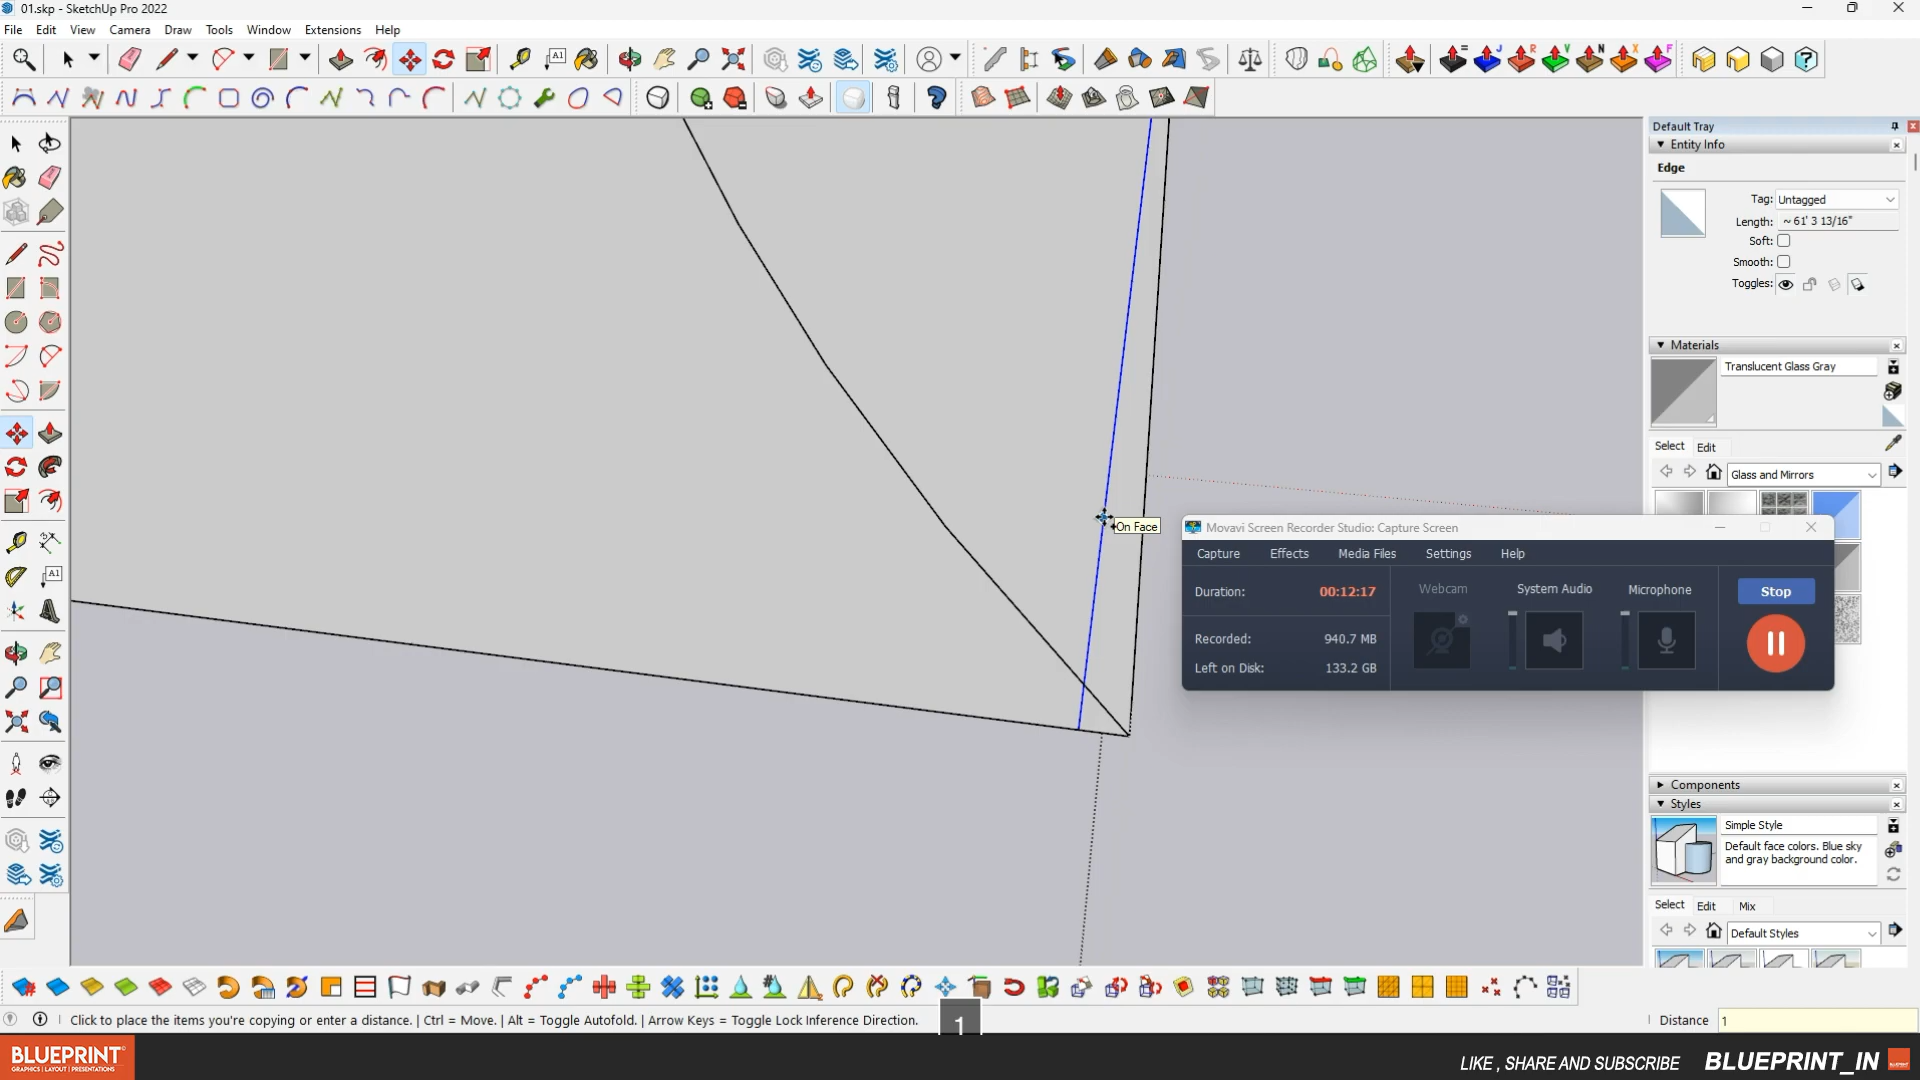 01.skp - SketchUp Pro 2022
File Edit View Camera Draw Tools Window Extensions Help
Default Tray
Entity Info
Edge
Tag: Untagged
Length: ~ 61' 3 13/16"
Soft:
Smooth:
Toggles:
Materials
Translucent Glass Gray
Select Edit
Glass and Mirrors
On Face
Movavi Screen Recorder Studio: Capture Screen
Capture Effects Media Files Settings Help
Duration: 00:12:17
Recorded: 940.7 MB
Left on Disk: 133.2 GB
Webcam System Audio Microphone
Stop
Components
Styles
Simple Style
Default face colors. Blue sky
and gray background color.
Select Edit Mix
Default Styles
Click to place the items you're copying or enter a distance. | Ctrl = Move. | Alt = Toggle Autofold. | Arrow Keys = Toggle Lock Inference Direction.
1
Distance 1
BLUEPRINT
GRAPHICS | LAYOUT | PRESENTATIONS
LIKE , SHARE AND SUBSCRIBE BLUEPRINT_IN